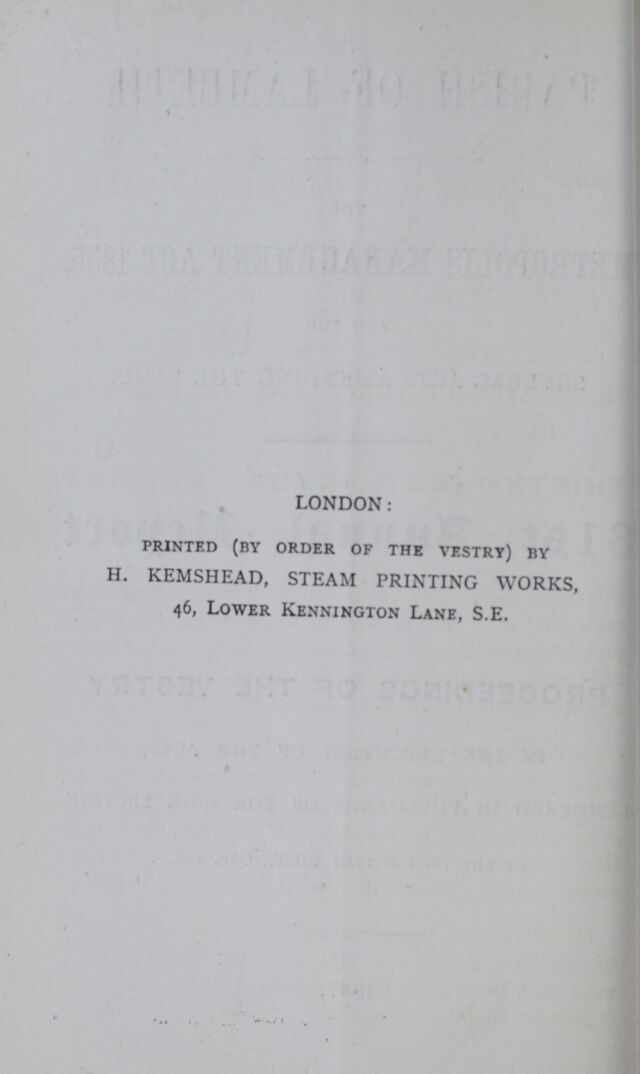 LONDON:
PRINTED (BY ORDER OF THE VESTRY) BY
H. KEMSHEAD, STEAM PRINTING WORKS,
46, LOWER KENNINGTON LANE, S.E.